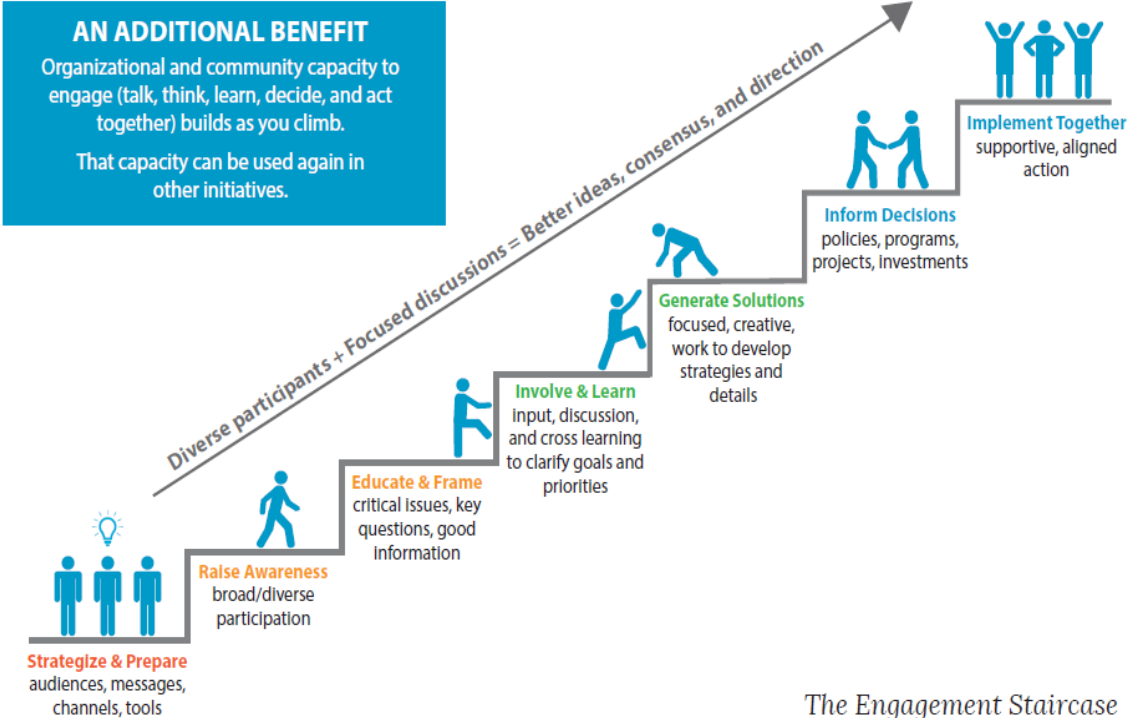 AN ADDITIONAL BENEFIT
Organizational and community capacity to
engage (talk, think, learn, decide, and act
together) builds as you climb.
That capacity can be used again in
other initiatives.
Diverse participants + Focused discussions = Better ideas, consensus, and direction
Strategize & Prepare
audiences, messages,
channels, tools
Raise Awareness
broad/diverse
participation
Educate & Frame
critical issues, key
questions, good
information
Involve & Learn
input, discussion,
and cross learning
to clarify goals and
priorities
Generate Solutions
focused, creative,
work to develop
strategies and
details
Inform Decisions
policies, programs,
projects, investments
Implement Together
supportive, aligned
action
The Engagement Staircase